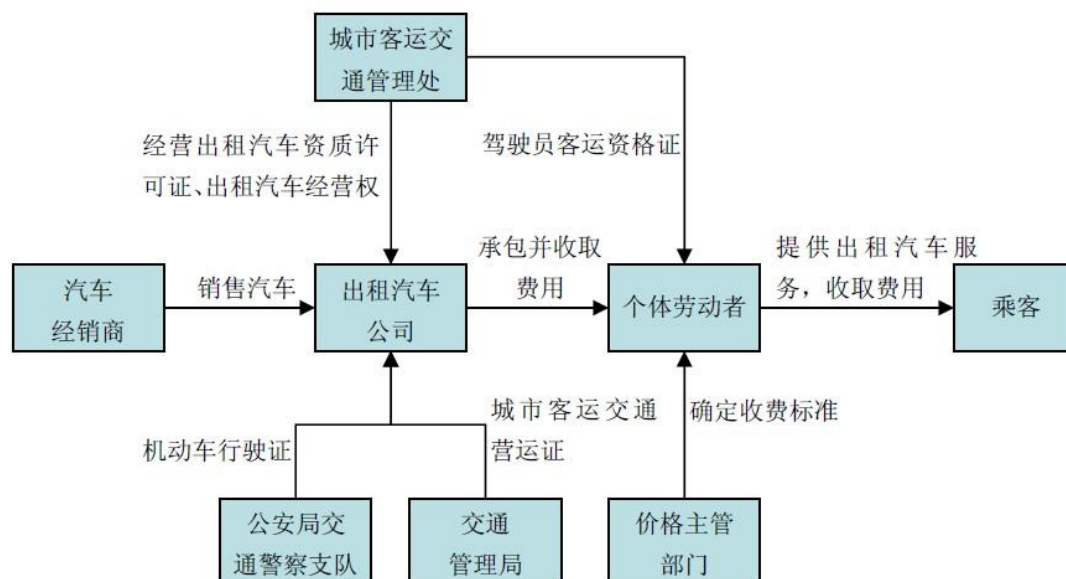 城市客运交
通管理处
经营出租汽车资质许
可证、出租汽车经营权
驾驶员客运资格证
汽车
经销商
销售汽车
出租汽车
公司
承包并收取
费用
个体劳动者
提供出租汽车服
务，收取费用
乘客
机动车行驶证
城市客运交通
营运证
确定收费标准
公安局交
通警察支队
交通
管理局
价格主管
部门